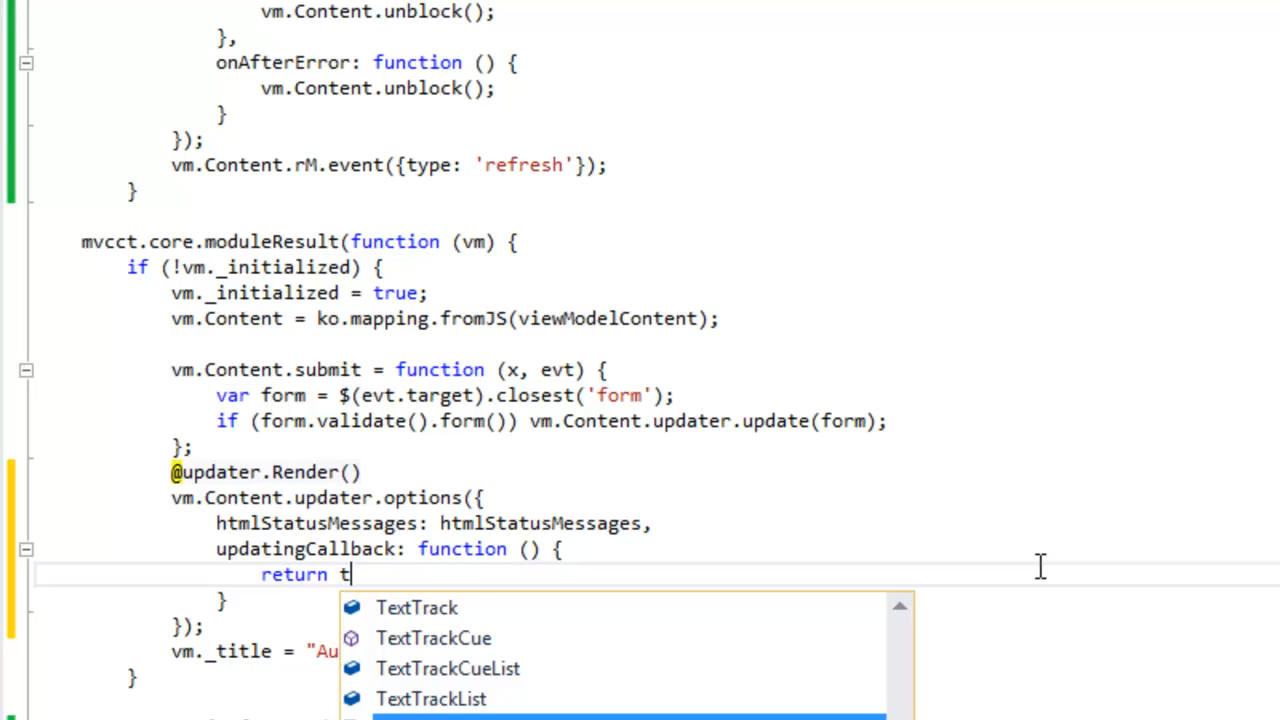 vm.Content.unblock();
},
onAfterError: function () {
vm.Content.unblock();
}
});
vm.Content.rM.event({type: 'refresh'});
}
mvcct.core.moduleResult(function (vm) {
if (!vm._initialized) {
vm._initialized = true;
vm.Content = ko.mapping.fromJS(viewModelContent);
vm.Content.submit = function (x, evt) {
var form = $(evt.target).closest('form');
if (form.validate().form()) vm.Content.updater.update(form);
};
@updater.Render()
vm.Content.updater.options({
htmlStatusMessages: htmlStatusMessages,
updatingCallback: function () {
return t
}
TextTrack
});
TextTrackCue
vm._title = "Au
TextTrackCueList
}
TextTrackList